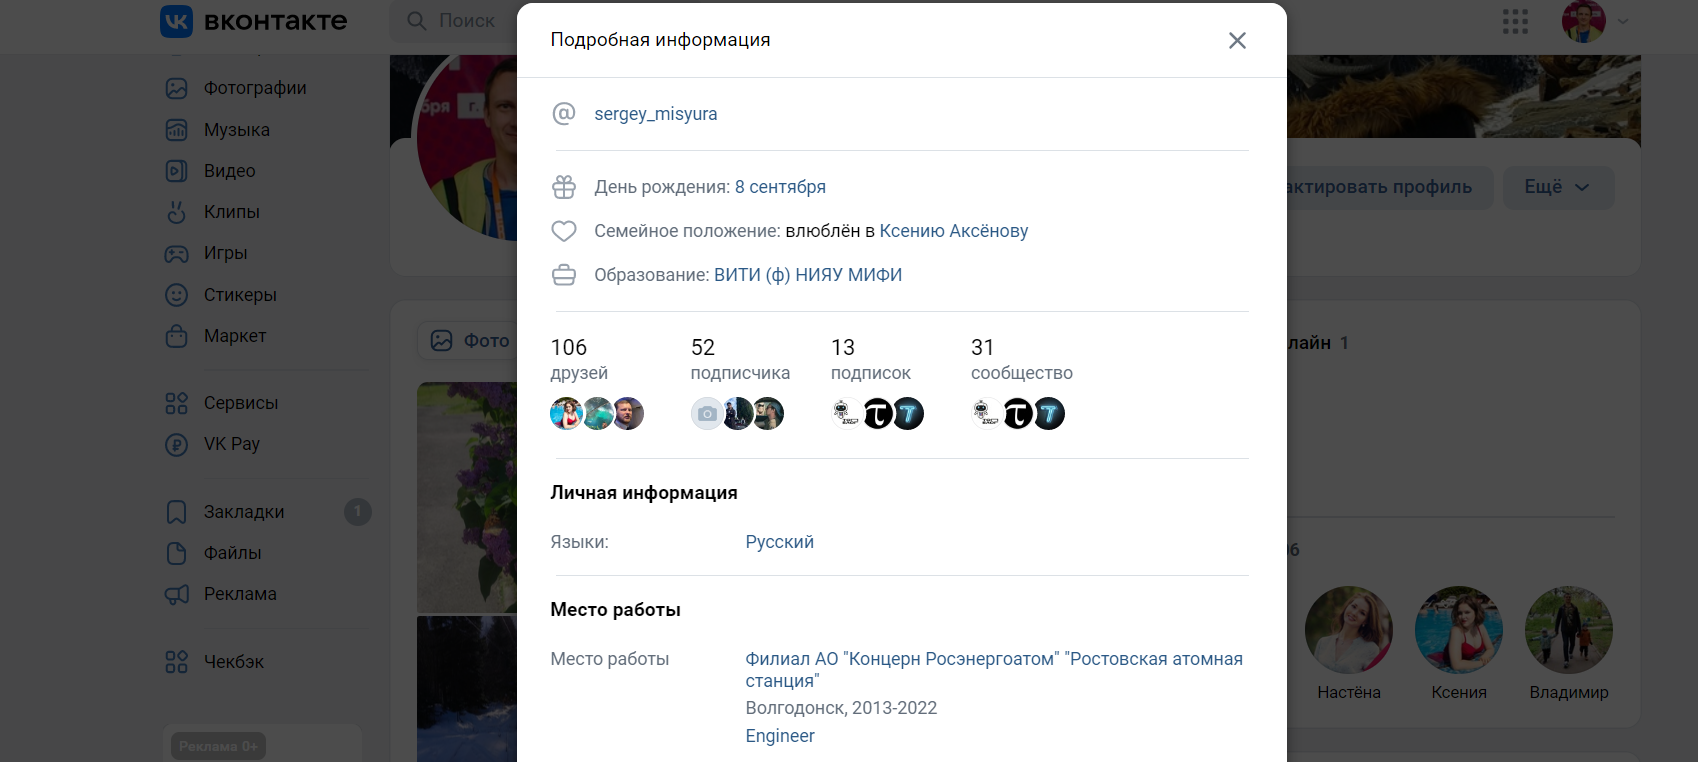 вконтакте
Поиск
Фотографии
Музыка
Видео
Клипы
Игры
Стикеры
Маркет
Сервисы
VK Pay
Закладки 1
Файлы
Реклама
Чекбэк
Реклама 0+
Фото
Подробная информация
sergey_misyura
День рождения: 8 сентября
Семейное положение: влюблён в Ксению Аксёнову
Образование: ВИТИ (ф) НИЯУ МИФИ
106
друзей
52
подписчика
13
подписок
31
сообщество
Личная информация
Языки: Русский
Место работы
Место работы Филиал АО "Концерн Росэнергоатом" "Ростовская атомная
станция"
Волгодонск, 2013-2022
Engineer
актировать профиль
Ещё
лайн 1
Настёна
Ксения
Владимир